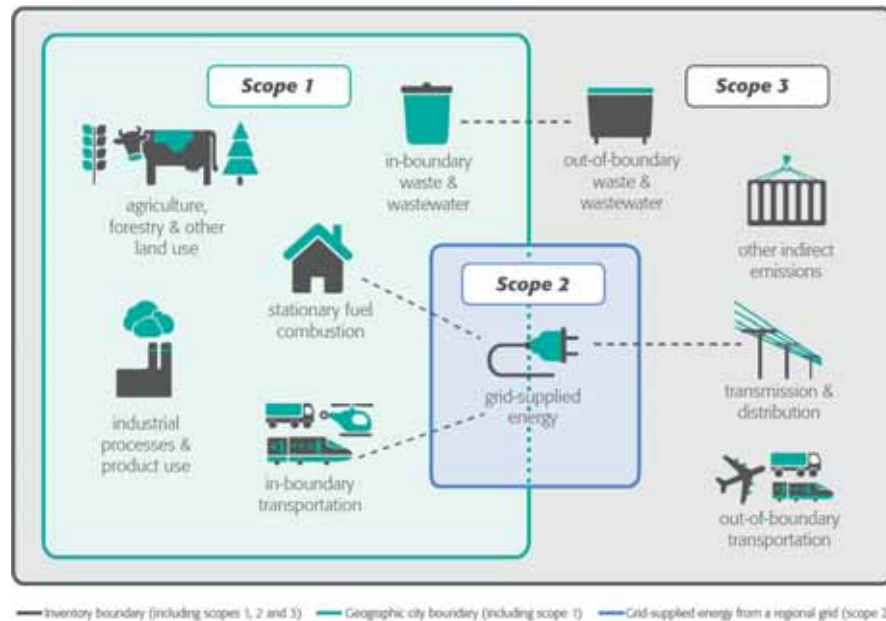 Scope 1
Scope 3
in-boundary
waste &
wastewater
out-of-boundary
waste &
wastewater
agriculture,
forestry & other
land use
other indirect
emissions
Scope 2
stationary fuel
combustion
grid-supplied
energy
transmission &
distribution
industrial
processes &
product use
in-boundary
transportation
out-of-boundary
transportation
Inventory boundary (including scopes 1, 2 and 3) Geographic city boundary (including scope 1) Grid-supplied energy from a regional grid (scope 2